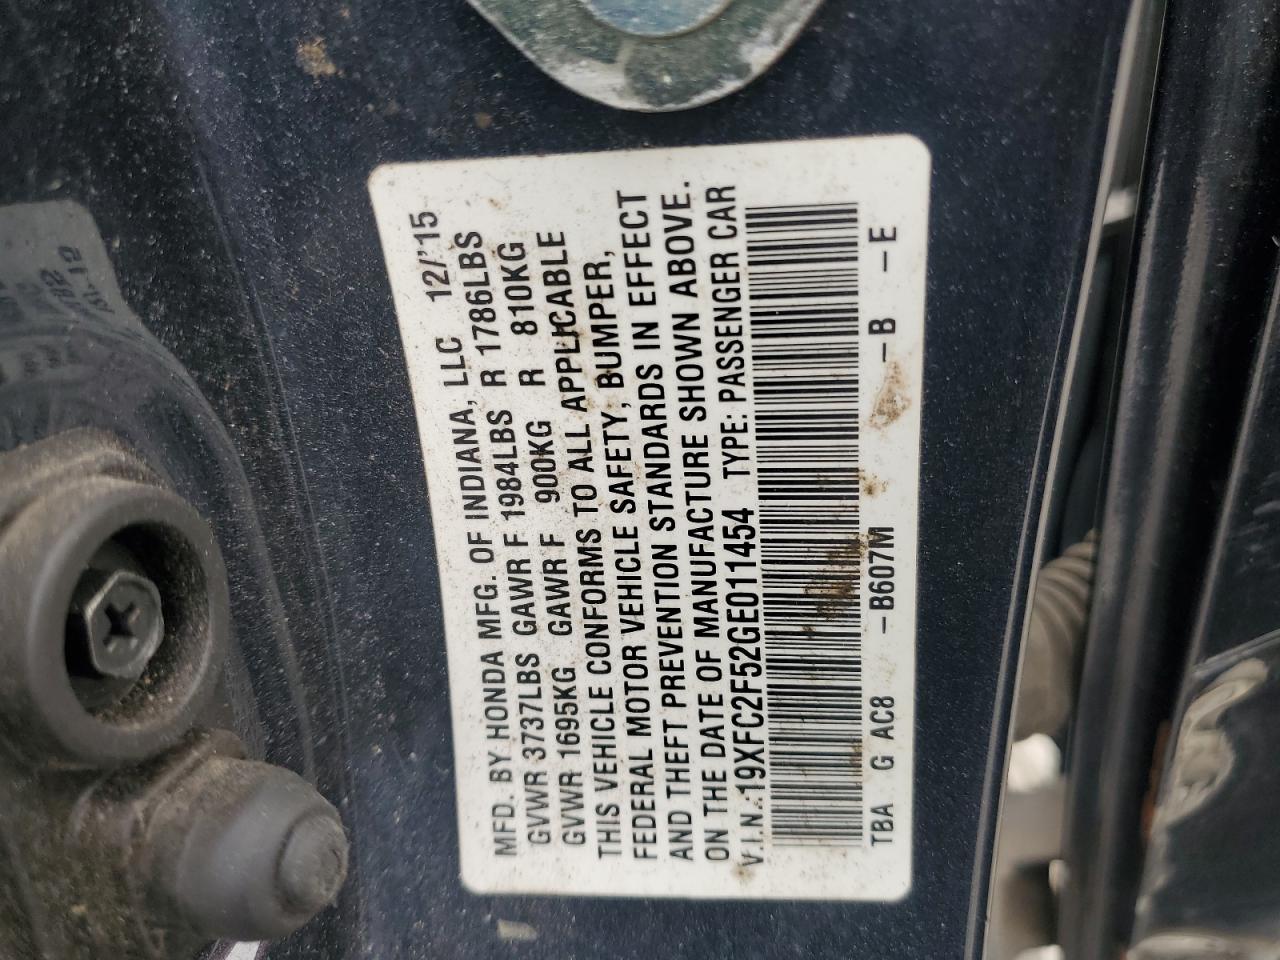 MFD. BY HONDA MFG. OF INDIANA, LLC 12/'15
GVWR 3737LBS GAWR F 1984LBS R 1786LBS
GVWR 1695KG GAWR F 900KG R 810KG
THIS VEHICLE CONFORMS TO ALL APPLICABLE
FEDERAL MOTOR VEHICLE SAFETY, BUMPER,
AND THEFT PREVENTION STANDARDS IN EFFECT
ON THE DATE OF MANUFACTURE SHOWN ABOVE.
V.I.N.:19XFC2F52GE011454 TYPE: PASSENGER CAR
TBA G AC8 –B607M –B –E